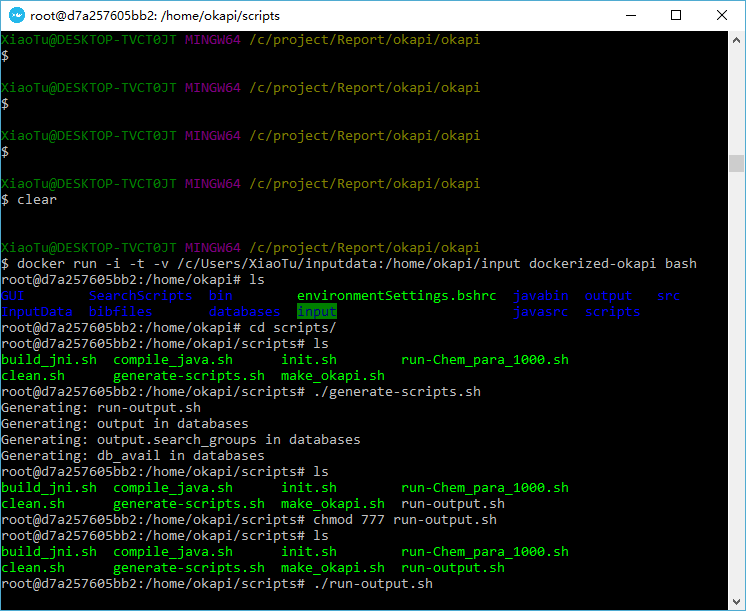 root@d7a257605bb2: /home/okapi/scripts
XiaoTu@DESKTOP-TVCT0JT MINGW64 /c/project/Report/okapi/okapi
$
XiaoTu@DESKTOP-TVCT0JT MINGW64 /c/project/Report/okapi/okapi
$
XiaoTu@DESKTOP-TVCT0JT MINGW64 /c/project/Report/okapi/okapi
$
XiaoTu@DESKTOP-TVCT0JT MINGW64 /c/project/Report/okapi/okapi
$ clear
XiaoTu@DESKTOP-TVCT0JT MINGW64 /c/project/Report/okapi/okapi
$ docker run -i -t -v /c/Users/XiaoTu/inputdata:/home/okapi/input dockerized-okapi bash
root@d7a257605bb2:/home/okapi# ls
GUI        SearchScripts  bin        environmentSettings.bshrc  javabin  output   src
InputData  bibfiles       databases  input                      javasrc  scripts
root@d7a257605bb2:/home/okapi# cd scripts/
root@d7a257605bb2:/home/okapi/scripts# ls
build_jni.sh  compile_java.sh      init.sh        run-Chem_para_1000.sh
clean.sh      generate-scripts.sh  make_okapi.sh
root@d7a257605bb2:/home/okapi/scripts# ./generate-scripts.sh
Generating: run-output.sh
Generating: output in databases
Generating: output.search_groups in databases
Generating: db_avail in databases
root@d7a257605bb2:/home/okapi/scripts# ls
build_jni.sh  compile_java.sh      init.sh        run-Chem_para_1000.sh
clean.sh      generate-scripts.sh  make_okapi.sh  run-output.sh
root@d7a257605bb2:/home/okapi/scripts# chmod 777 run-output.sh
root@d7a257605bb2:/home/okapi/scripts# ls
build_jni.sh  compile_java.sh      init.sh        run-Chem_para_1000.sh
clean.sh      generate-scripts.sh  make_okapi.sh  run-output.sh
root@d7a257605bb2:/home/okapi/scripts# ./run-output.sh